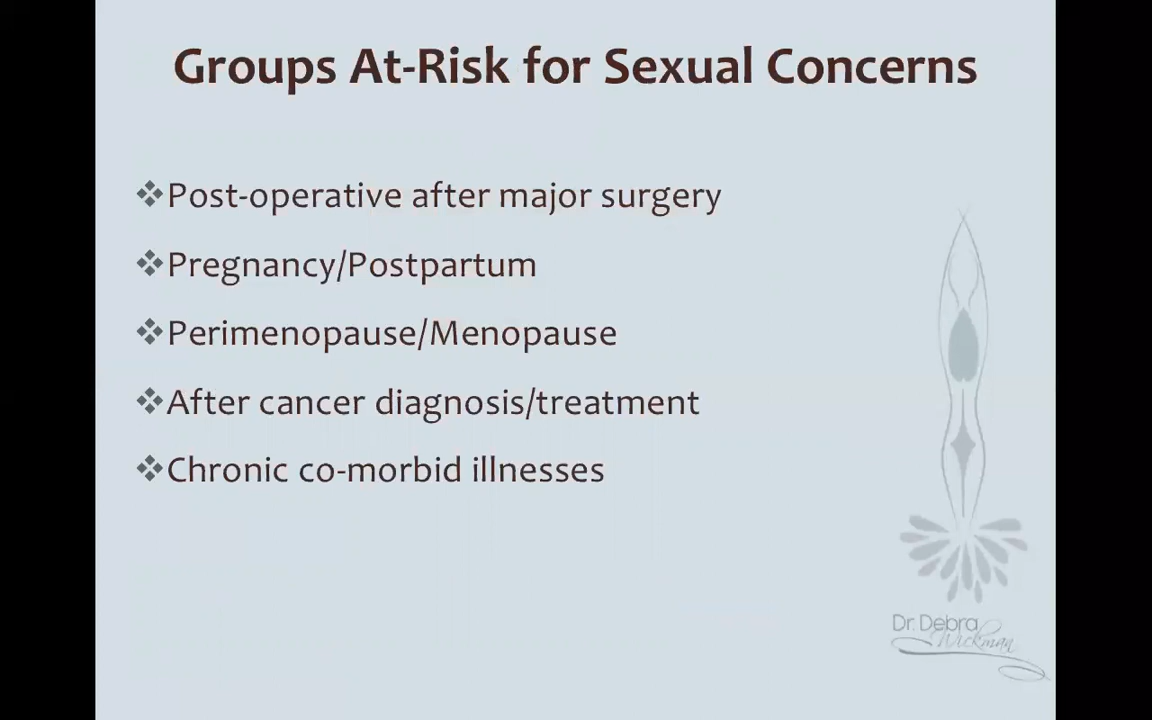 Groups At-Risk for Sexual Concerns
❖Post-operative after major surgery
❖Pregnancy/Postpartum
❖Perimenopause/Menopause
❖After cancer diagnosis/treatment
❖Chronic co-morbid illnesses
Dr. Debra
Wickman